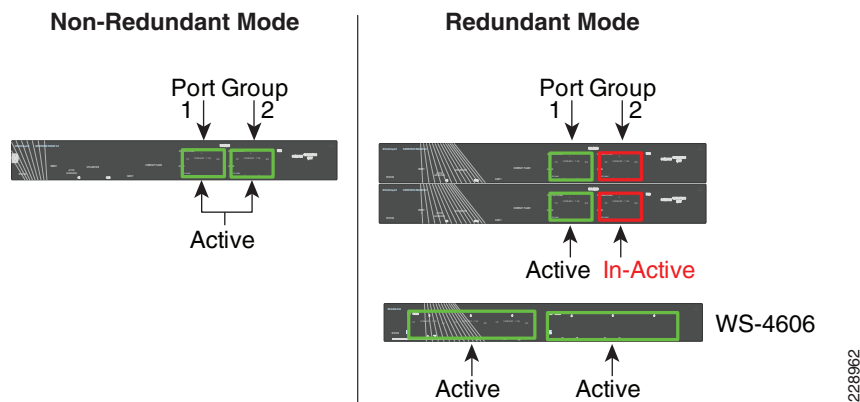 Non-Redundant Mode
Redundant Mode
Port Group
1 2
Active
Port Group
1 2
Active In-Active
WS-4606
Active Active
228962